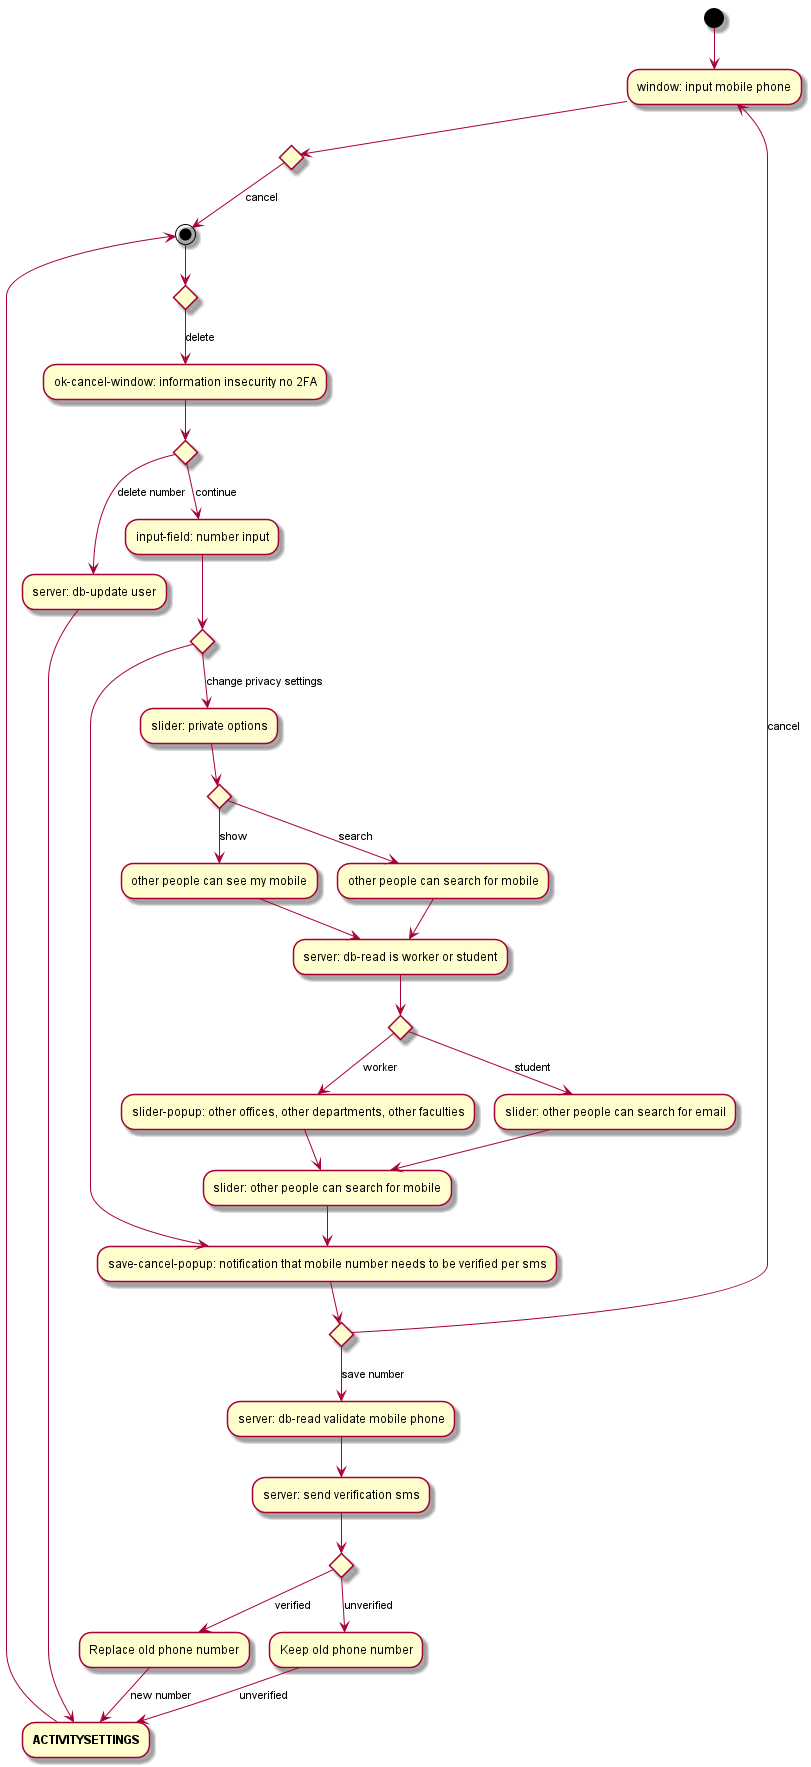 window: input mobile phone
cancel
delete
ok-cancel-window: information insecurity no 2FA
delete number
continue
input-field: number input
server: db-update user
change privacy settings
slider: private options
cancel
show
search
other people can see my mobile
other people can search for mobile
server: db-read is worker or student
worker
student
slider-popup: other offices, other departments, other faculties
slider: other people can search for email
slider: other people can search for mobile
save-cancel-popup: notification that mobile number needs to be verified per sms
save number
server: db-read validate mobile phone
server: send verification sms
verified
unverified
Replace old phone number
Keep old phone number
new number
unverified
ACTIVITYSETTINGS